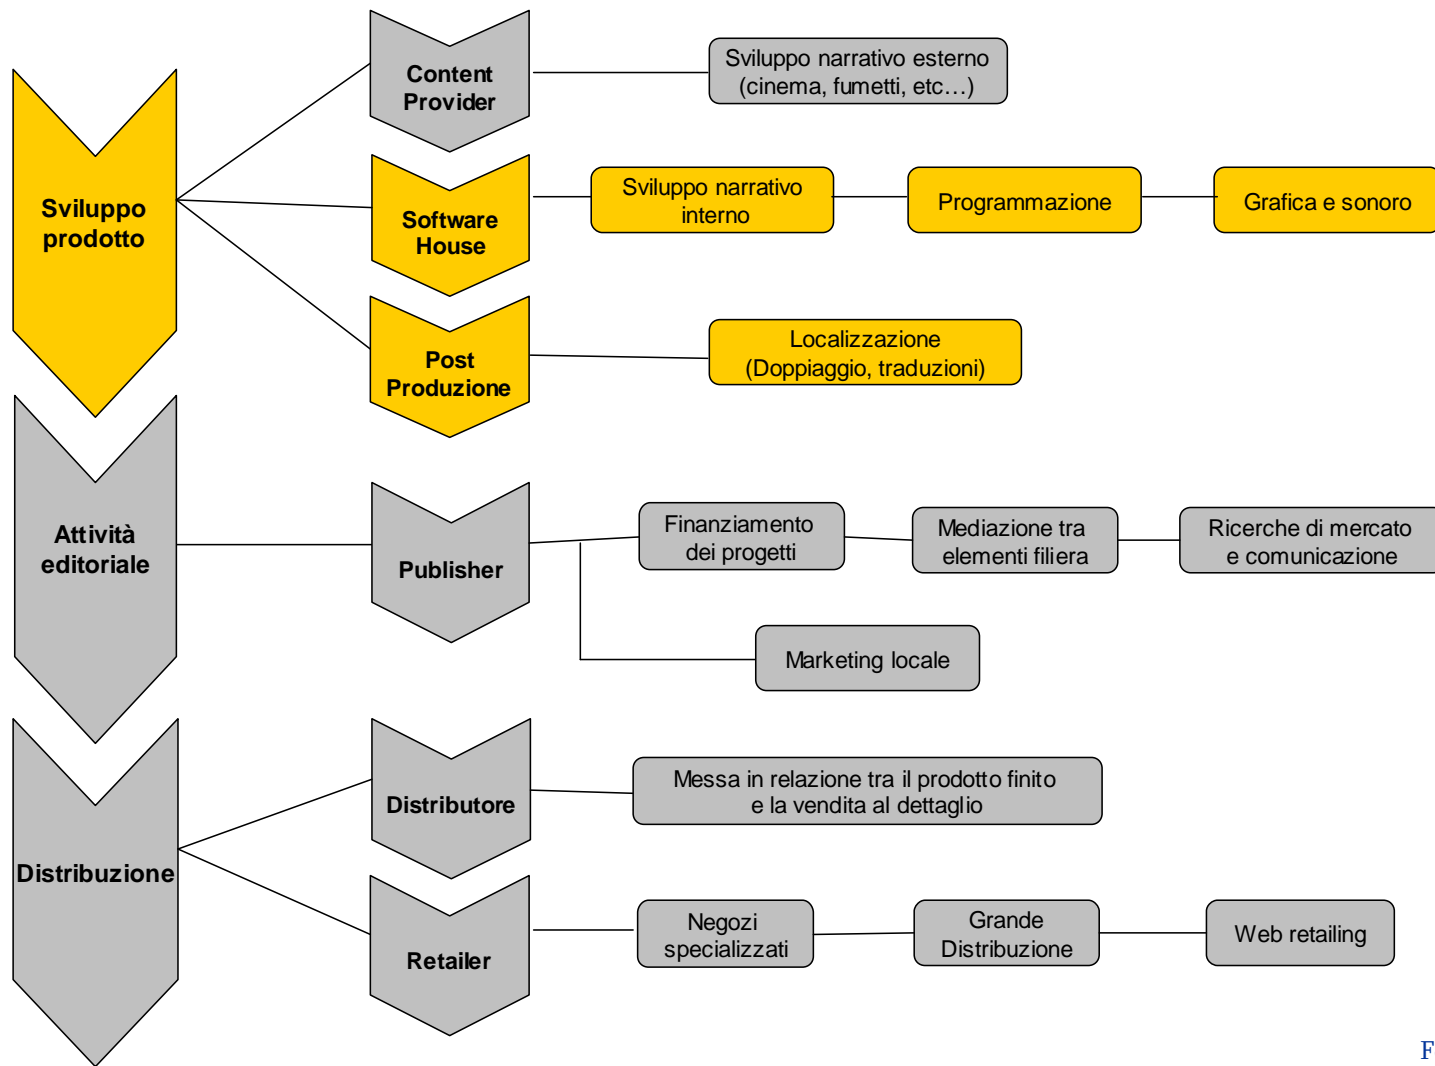 Content
Provider
Sviluppo narrativo esterno
(cinema, fumetti, etc…)
Sviluppo
prodotto
Software
House
Sviluppo narrativo
interno
Programmazione
Grafica e sonoro
Post
Produzione
Localizzazione
(Doppiaggio, traduzioni)
Attività
editoriale
Publisher
Finanziamento
dei progetti
Mediazione tra
elementi filiera
Ricerche di mercato
e comunicazione
Marketing locale
Distribuzione
Distributore
Messa in relazione tra il prodotto finito
e la vendita al dettaglio
Retailer
Negozi
specializzati
Grande
Distribuzione
Web retailing
F